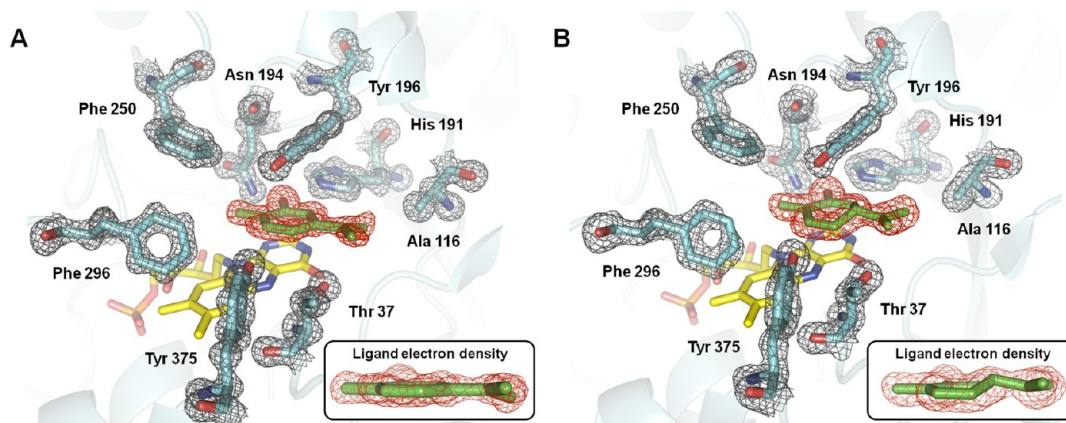 A
Asn 194
Tyr 196
Phe 250
His 191
Ala 116
Phe 296
Thr 37
Tyr 375
Ligand electron density
B
Asn 194
Tyr 196
Phe 250
His 191
Ala 116
Phe 296
Thr 37
Tyr 375
Ligand electron density